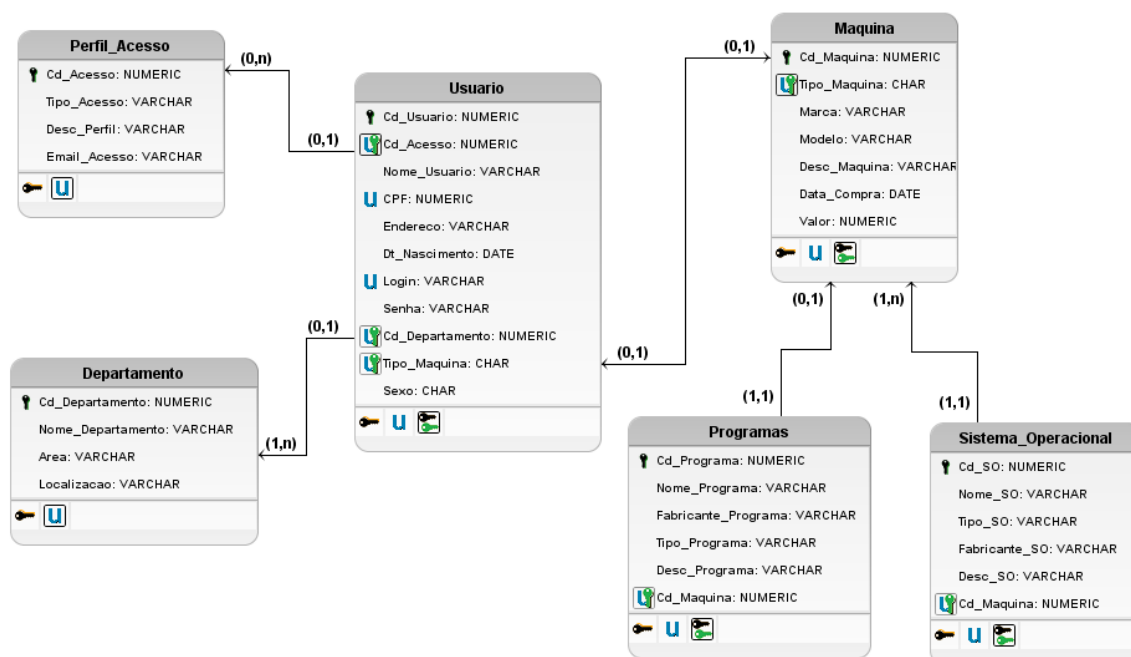 Perfil_Acesso
Cd_Acesso: NUMERIC
Tipo_Acesso: VARCHAR
Desc_Perfil: VARCHAR
Email_Acesso: VARCHAR
U
(0,n)
(0,1)
Usuario
Cd_Usuario: NUMERIC
Cd_Acesso: NUMERIC
Nome_Usuario: VARCHAR
U CPF: NUMERIC
Endereco: VARCHAR
Dt_Nascimento: DATE
U Login: VARCHAR
Senha: VARCHAR
Cd_Departamento: NUMERIC
Tipo_Maquina: CHAR
Sexo: CHAR
U
(0,1)
(0,1)
Maquina
Cd_Maquina: NUMERIC
Tipo_Maquina: CHAR
Marca: VARCHAR
Modelo: VARCHAR
Desc_Maquina: VARCHAR
Data_Compra: DATE
Valor: NUMERIC
U
(0,1)
(1,n)
Departamento
Cd_Departamento: NUMERIC
Nome_Departamento: VARCHAR
Area: VARCHAR
Localizacao: VARCHAR
U
(1,n)
(0,1)
(1,1)
Programas
Cd_Programa: NUMERIC
Nome_Programa: VARCHAR
Fabricante_Programa: VARCHAR
Tipo_Programa: VARCHAR
Desc_Programa: VARCHAR
Cd_Maquina: NUMERIC
U
(1,1)
Sistema_Operacional
Cd_SO: NUMERIC
Nome_SO: VARCHAR
Tipo_SO: VARCHAR
Fabricante_SO: VARCHAR
Desc_SO: VARCHAR
Cd_Maquina: NUMERIC
U